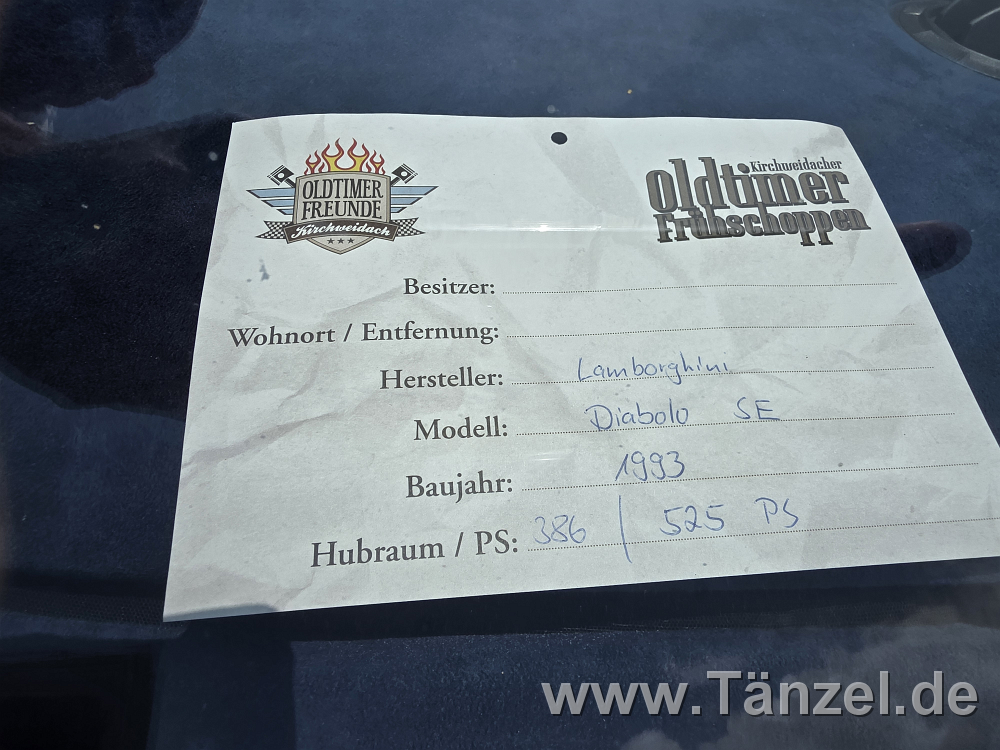 OLDTIMER
FREUNDE
Kirchweidach
Kirchweidacher
Oldtimer
Frühschoppen
Besitzer:
Wohnort / Entfernung:
Hersteller: Lamborghini
Modell: Diabolo SE
Baujahr: 1993
Hubraum / PS: 386 / 525 PS
www.Tänzel.de